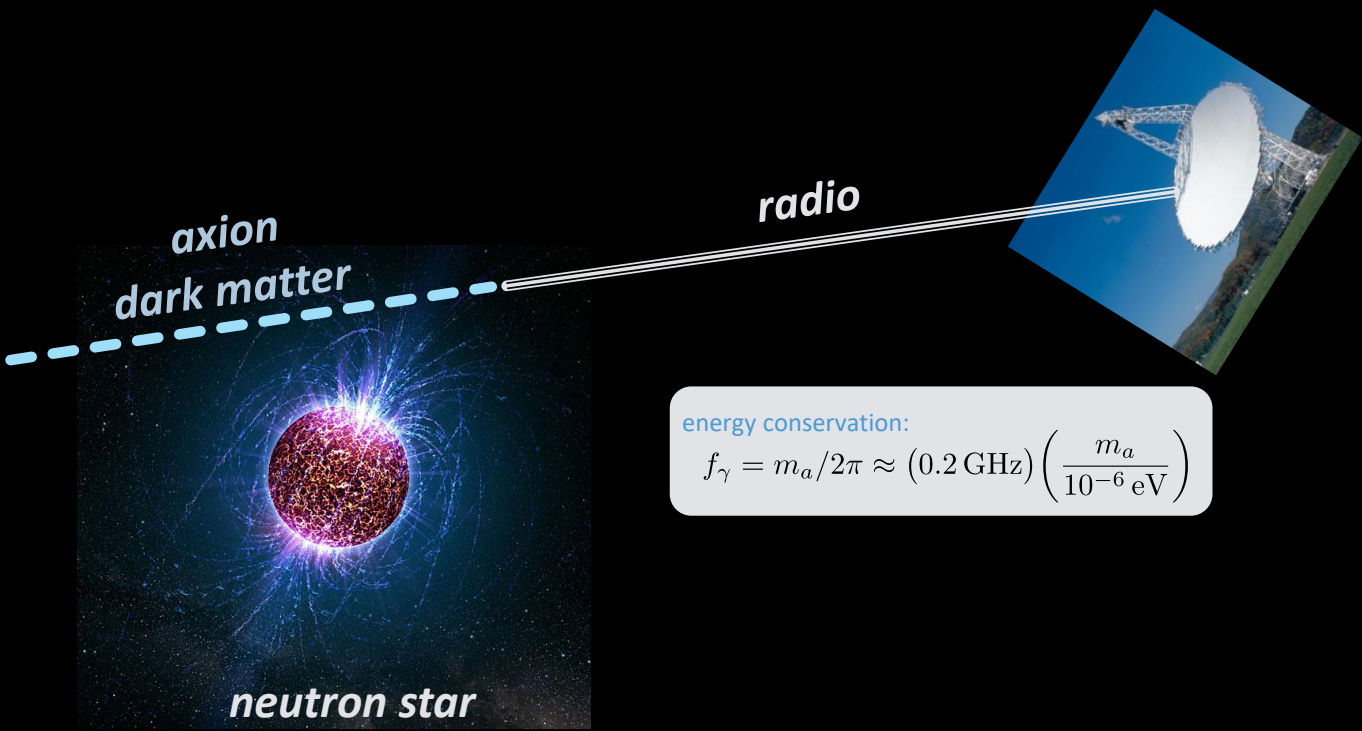 axion
dark matter
radio
energy conservation:
f_γ = m_a/2π ≈ (0.2 GHz) (m_a / 10⁻⁶ eV)
neutron star